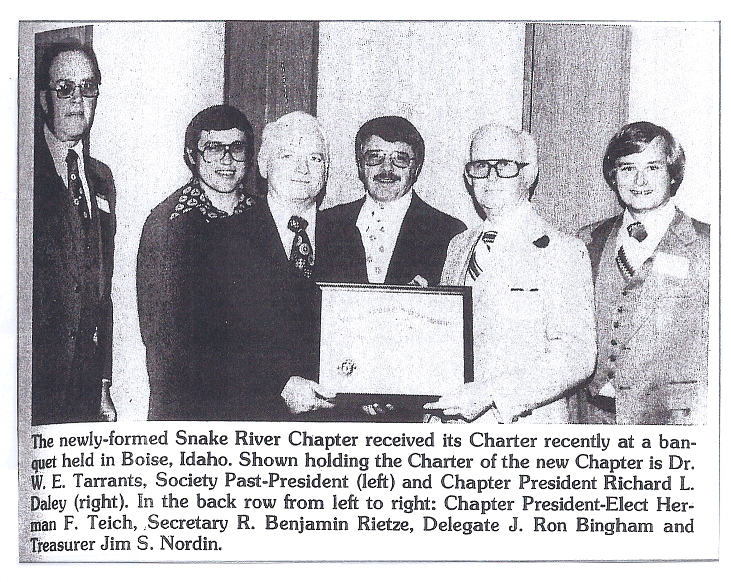 The newly-formed Snake River Chapter received its Charter recently at a ban-
quet held in Boise, Idaho. Shown holding the Charter of the new Chapter is Dr.
W. E. Tarrants, Society Past-President (left) and Chapter President Richard L.
Daley (right). In the back row from left to right: Chapter President-Elect Her-
man F. Teich, Secretary R. Benjamin Rietze, Delegate J. Ron Bingham and
Treasurer Jim S. Nordin.